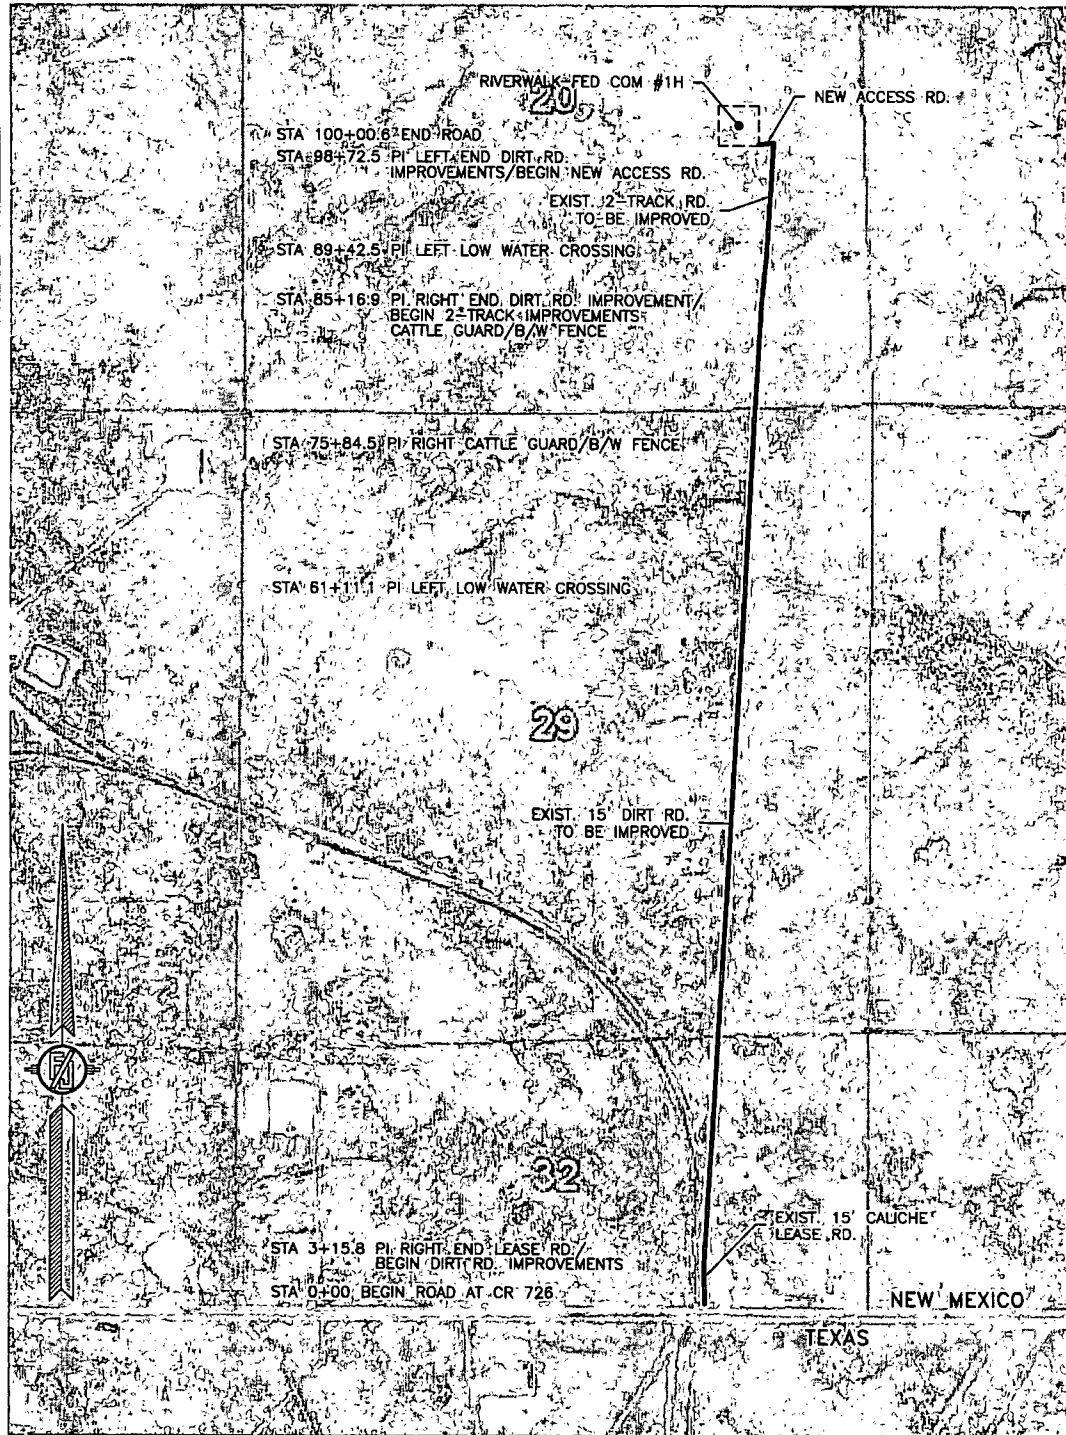 RIVERWALK FED COM #1H
20
NEW ACCESS RD.
STA 100+00.6 END ROAD
STA 98+72.5 PI LEFT END DIRT RD.
IMPROVEMENTS/BEGIN NEW ACCESS RD.
EXIST. 2-TRACK RD.
TO BE IMPROVED
STA 89+42.5 PI LEFT LOW WATER CROSSING
STA 85+16.9 PI RIGHT END DIRT RD. IMPROVEMENT/
BEGIN 2-TRACK IMPROVEMENTS
CATTLE GUARD/B/W FENCE
STA 75+84.5 PI RIGHT CATTLE GUARD/B/W FENCE
STA 61+11.1 PI LEFT LOW WATER CROSSING
29
EXIST. 15' DIRT RD.
TO BE IMPROVED
32
EXIST. 15' CALICHE
LEASE RD.
STA 3+15.8 PI RIGHT END LEASE RD./
BEGIN DIRT RD. IMPROVEMENTS
STA 0+00 BEGIN ROAD AT CR 726
NEW MEXICO
TEXAS